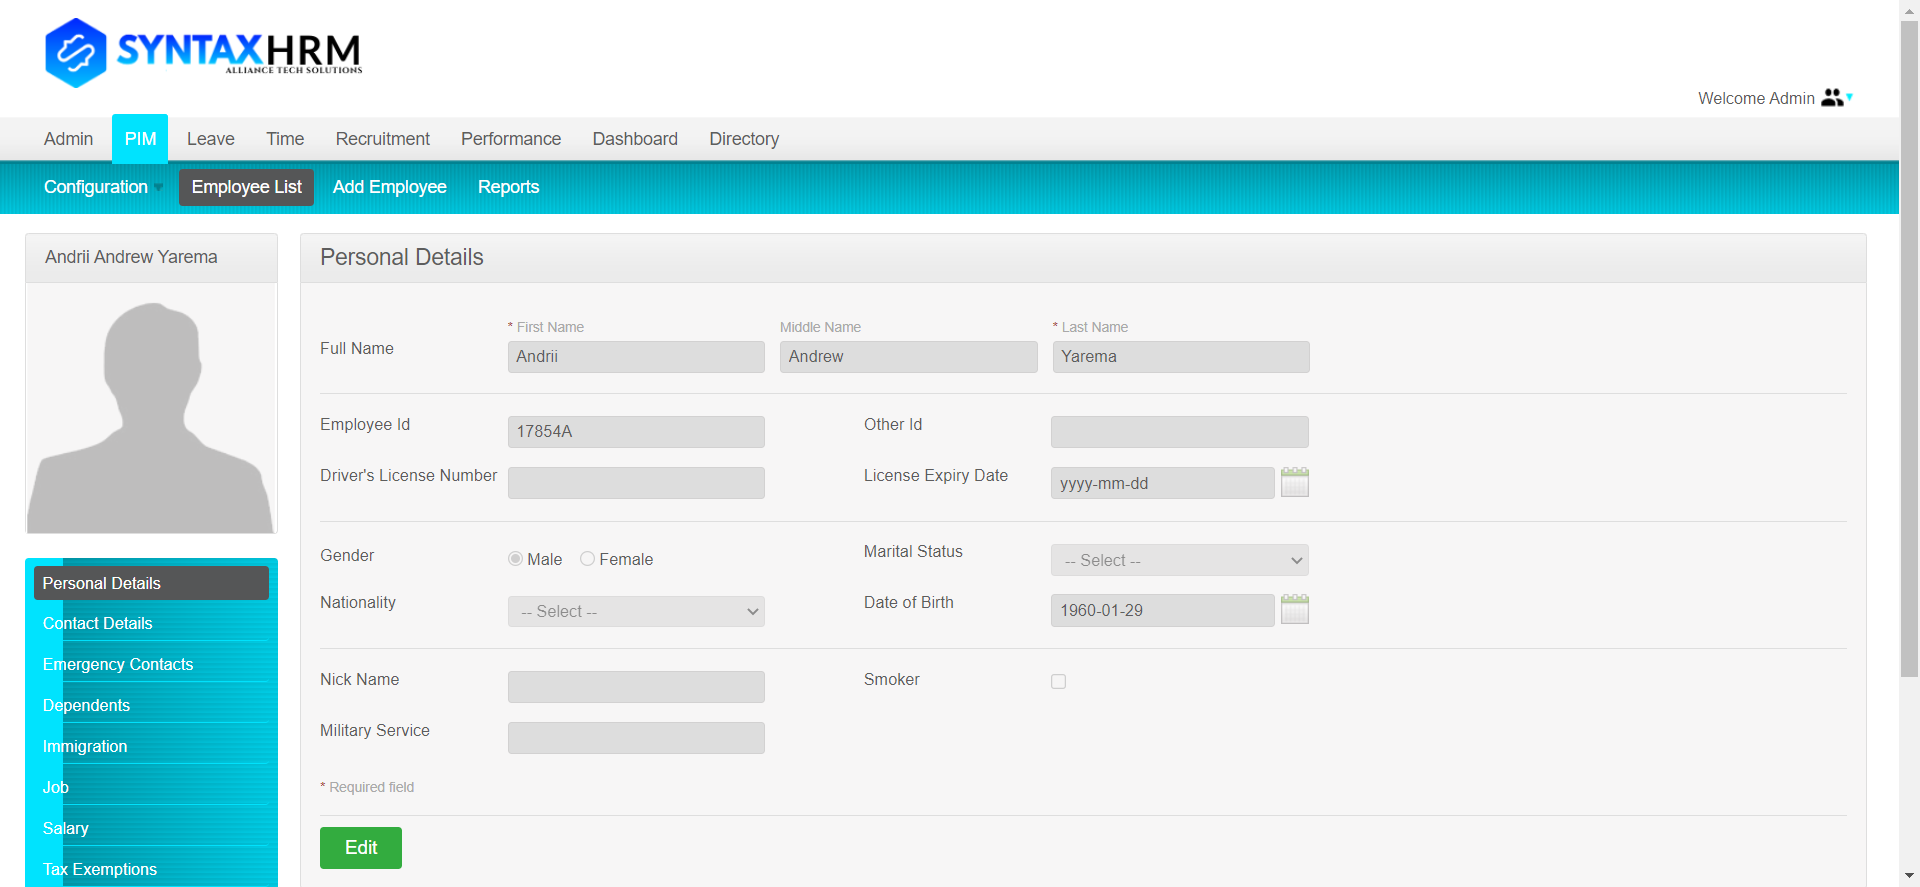 SYNTAXHRM
ALLIANCE TECH SOLUTIONS
Welcome Admin
Admin PIM Leave Time Recruitment Performance Dashboard Directory
Configuration Employee List Add Employee Reports
Andrii Andrew Yarema
Personal Details
Contact Details
Emergency Contacts
Dependents
Immigration
Job
Salary
Tax Exemptions
Personal Details
* First Name Middle Name * Last Name
Full Name Andrii Andrew Yarema
Employee Id 17854A Other Id
Driver's License Number License Expiry Date yyyy-mm-dd
Gender Male Female Marital Status -- Select --
Nationality -- Select -- Date of Birth 1960-01-29
Nick Name Smoker
Military Service
* Required field
Edit